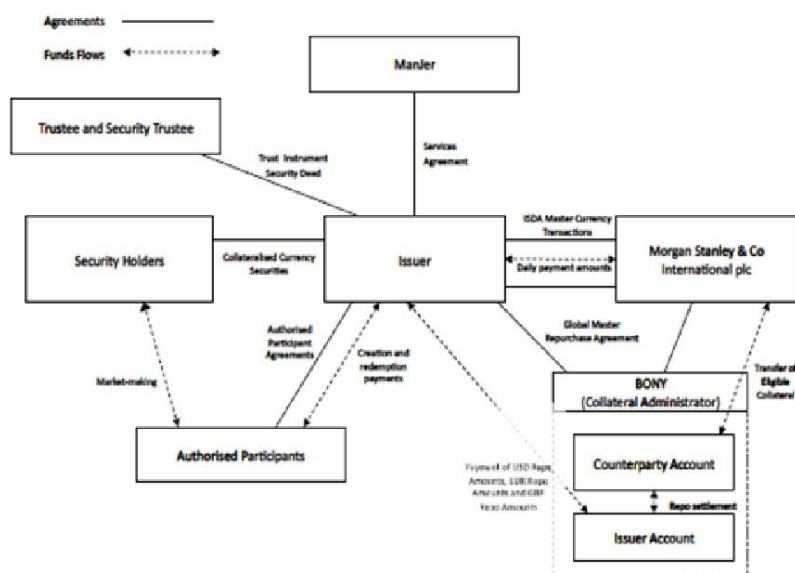 Agreements
Funds Flows
ManJer
Trustee and Security Trustee
Trust Instrument
Security Deed
Services
Agreement
ISDA Master Currency
Transactions
Security Holders
Collateralised Currency
Securities
Issuer
Daily payment amounts
Morgan Stanley & Co
International plc
Authorised
Participant
Agreements
Creation and
redemption
payments
Global Master
Repurchase Agreement
Market-making
Transfer of
Eligible
Collateral
BONY
(Collateral Administrator)
Authorised Participants
Payment of USD Repo
Amounts, EUR Repo
Amounts and GBP
Repo Amounts
Counterparty Account
Repo settlement
Issuer Account